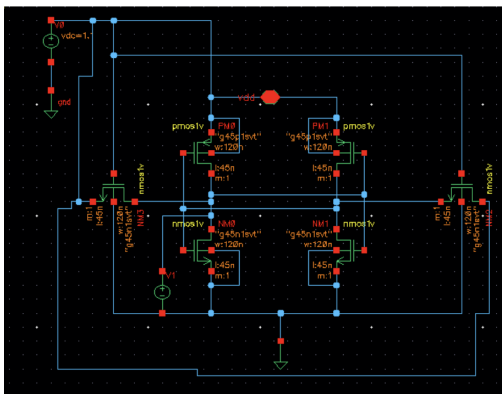 V0
vdc=1.
gnd
vdd
pmos1v
PM0
"g45p1svt"
w:120n
l:45n
m:1
pmos1v
PM1
"g45p1svt"
w:120n
l:45n
m:1
nmos1v
m:1
l:45n
w:120n
"g45n1svt"
nmos1v
NM0
"g45n1svt"
w:120n
l:45n
m:1
nmos1v
NM1
"g45n1svt"
w:120n
l:45n
m:1
nmos1v
m:1
l:45n
w:120n
"g45n1svt"
V1